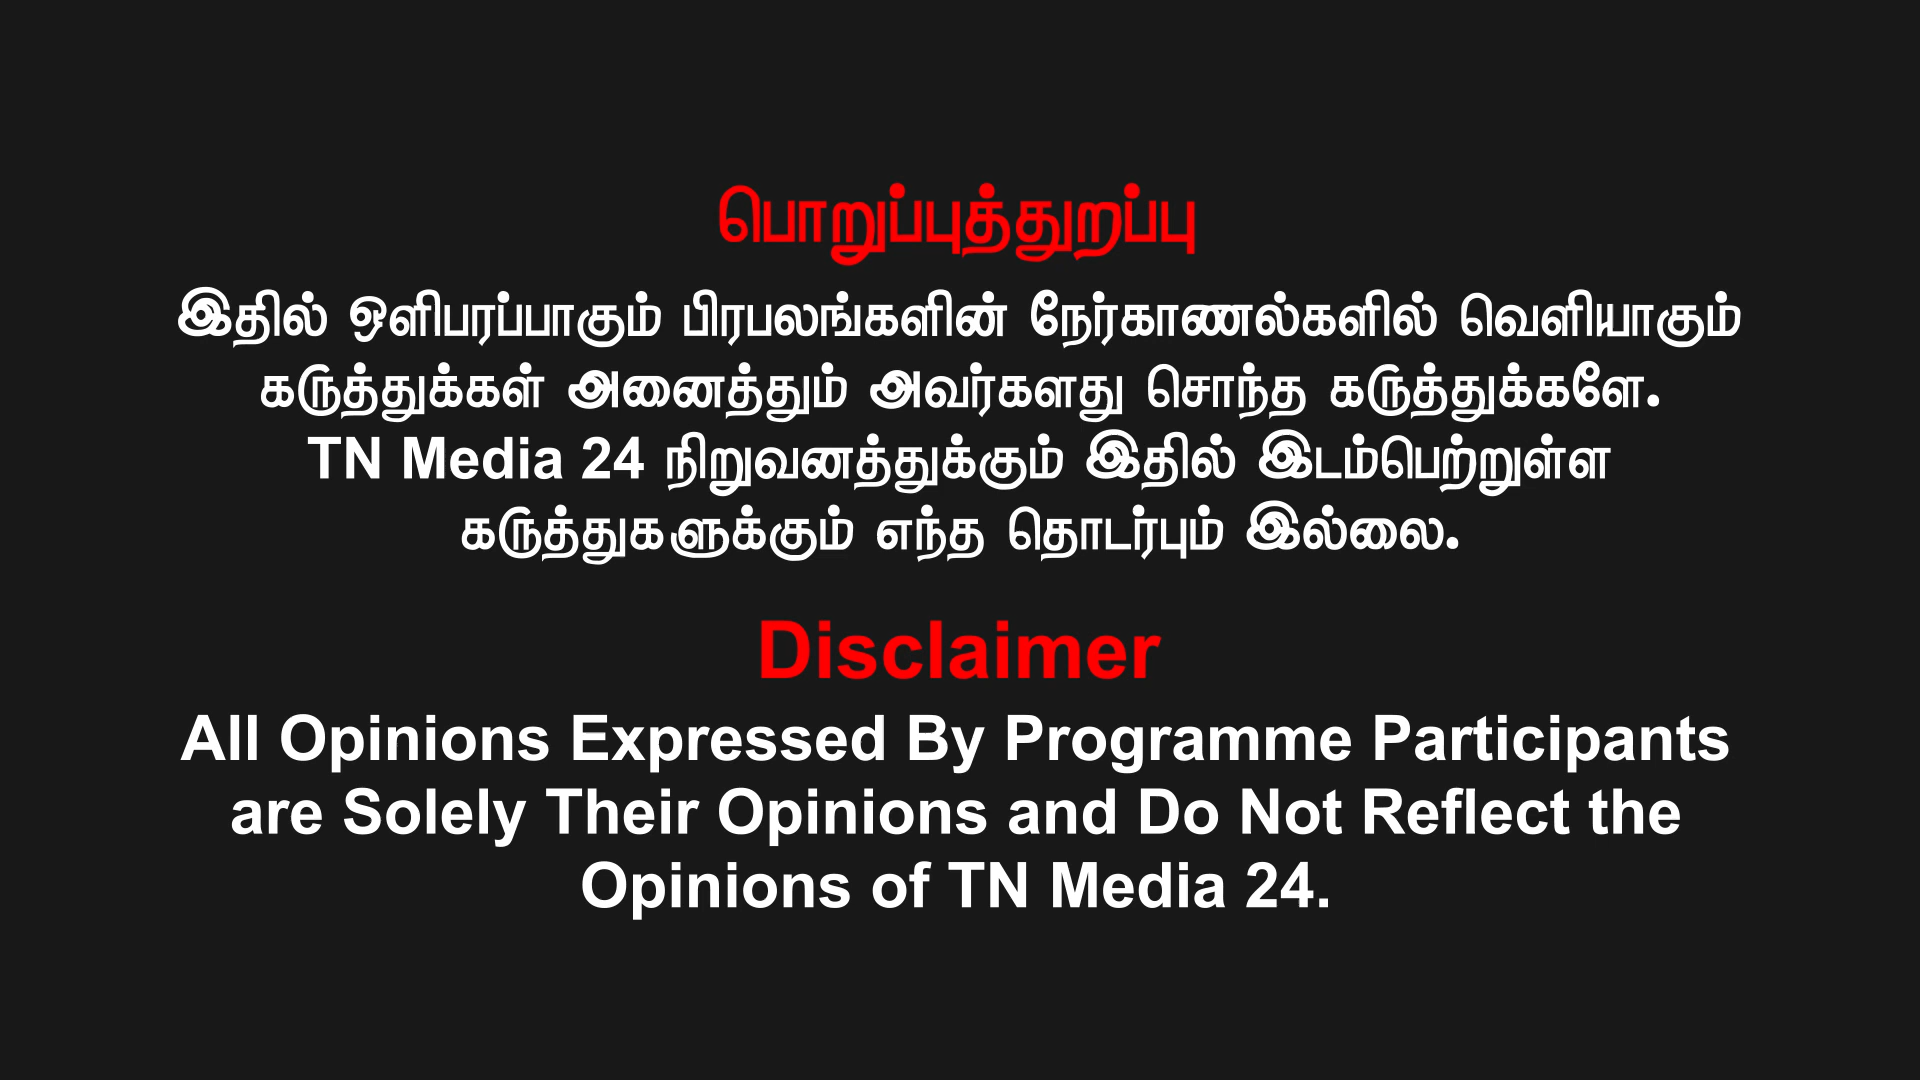 பொறுப்புத்துறப்பு
இதில் ஒளிபரப்பாகும் பிரபலங்களின் நேர்காணல்களில் வெளியாகும்
கருத்துக்கள் அனைத்தும் அவர்களது சொந்த கருத்துக்களே.
TN Media 24 நிறுவனத்துக்கும் இதில் இடம்பெற்றுள்ள
கருத்துகளுக்கும் எந்த தொடர்பும் இல்லை.
Disclaimer
All Opinions Expressed By Programme Participants
are Solely Their Opinions and Do Not Reflect the
Opinions of TN Media 24.